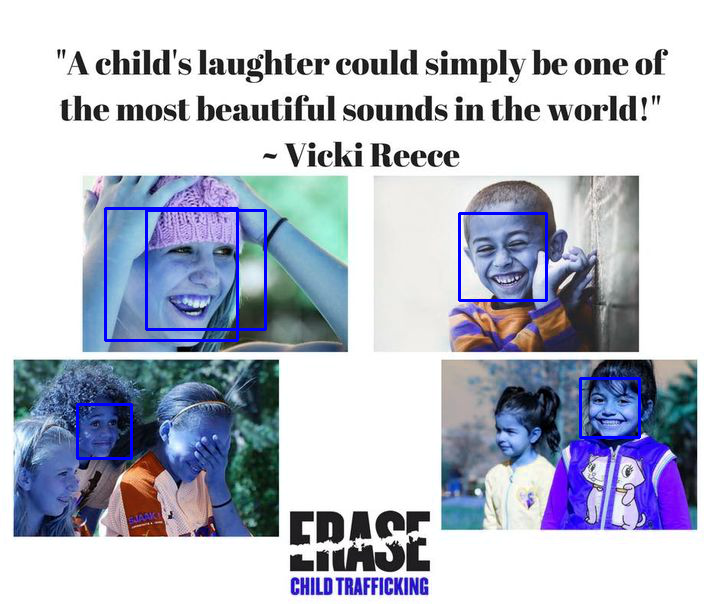 "A child's laughter could simply be one of
the most beautiful sounds in the world!"
~ Vicki Reece
ERASE
CHILD TRAFFICKING